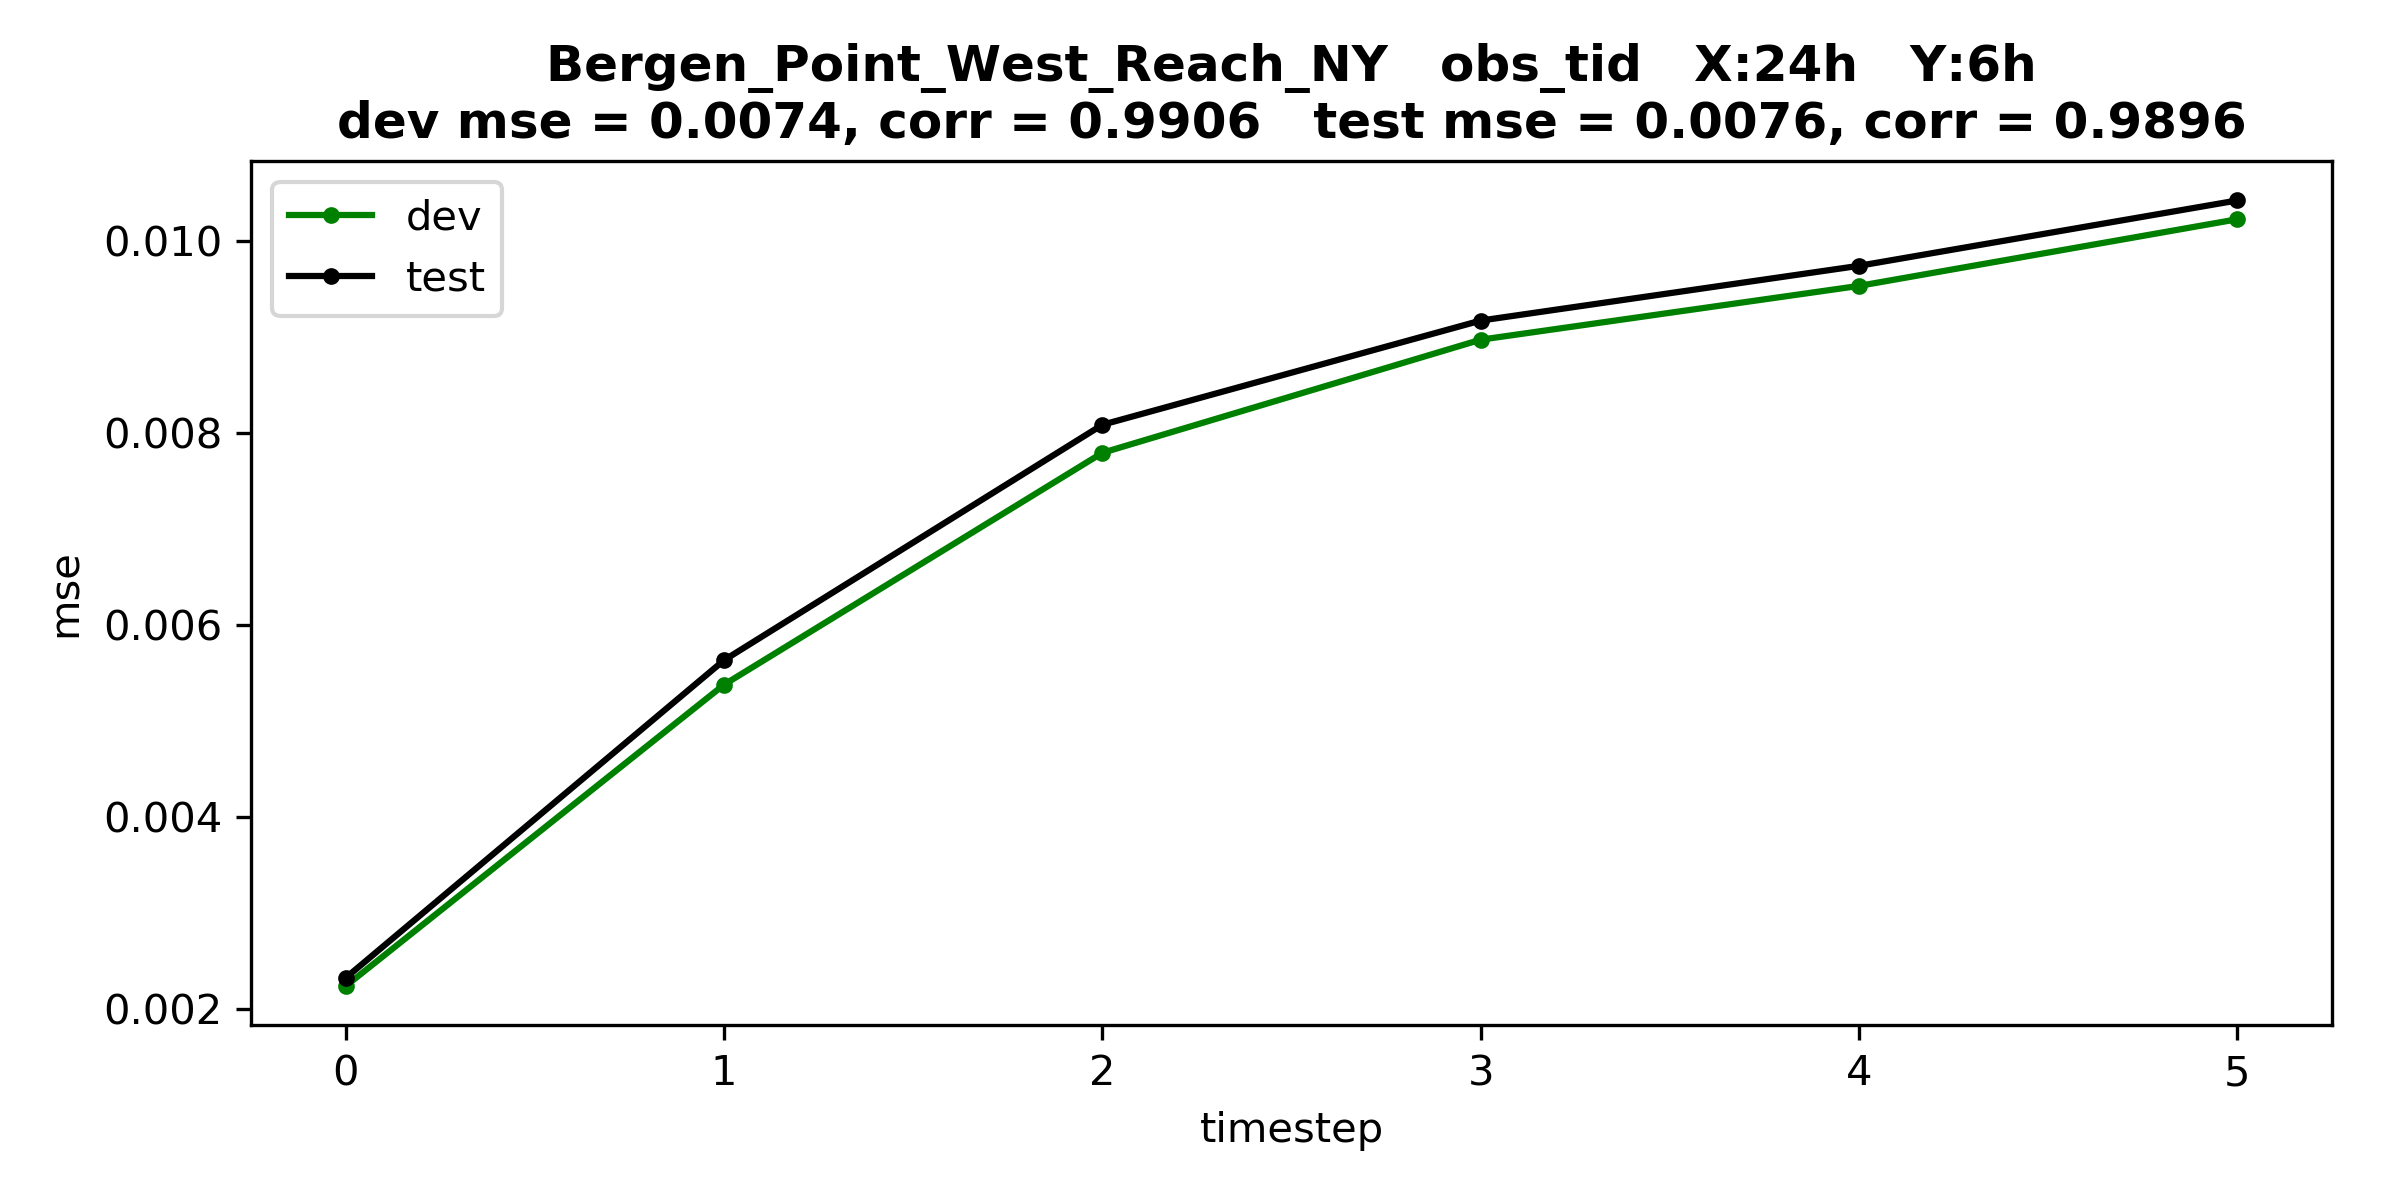 Bergen_Point_West_Reach_NY   obs_tid   X:24h   Y:6h
dev mse = 0.0074, corr = 0.9906   test mse = 0.0076, corr = 0.9896
dev
test
0.010
0.008
0.006
0.004
0.002
mse
0 1 2 3 4 5
timestep